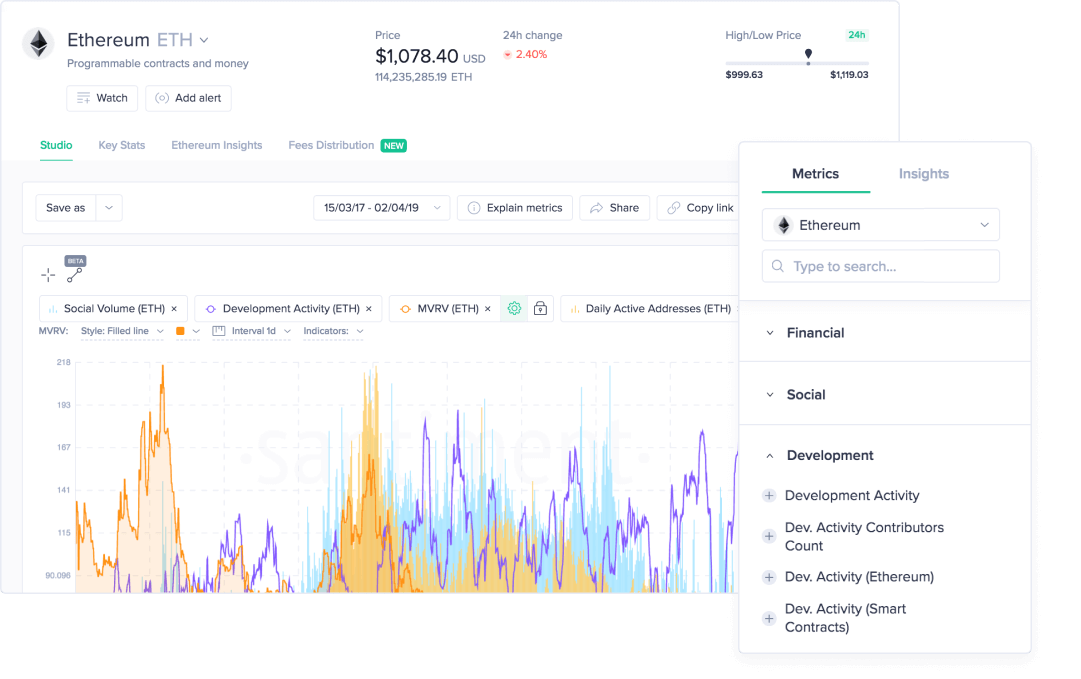 Ethereum ETH
Programmable contracts and money
Watch
Add alert
Price
$1,078.40 USD
114,235,285.19 ETH
24h change
2.40%
High/Low Price
24h
$999.63
$1,119.03
Studio
Key Stats
Ethereum Insights
Fees Distribution NEW
Save as
15/03/17 - 02/04/19
Explain metrics
Share
Copy link
BETA
Social Volume (ETH) ×
Development Activity (ETH) ×
MVRV (ETH) ×
Daily Active Addresses (ETH)
MVRV:
Style: Filled line
Interval 1d
Indicators:
218
193
167
141
115
90.096
·santiment·
Metrics
Insights
Ethereum
Type to search...
Financial
Social
Development
Development Activity
Dev. Activity Contributors
Count
Dev. Activity (Ethereum)
Dev. Activity (Smart
Contracts)